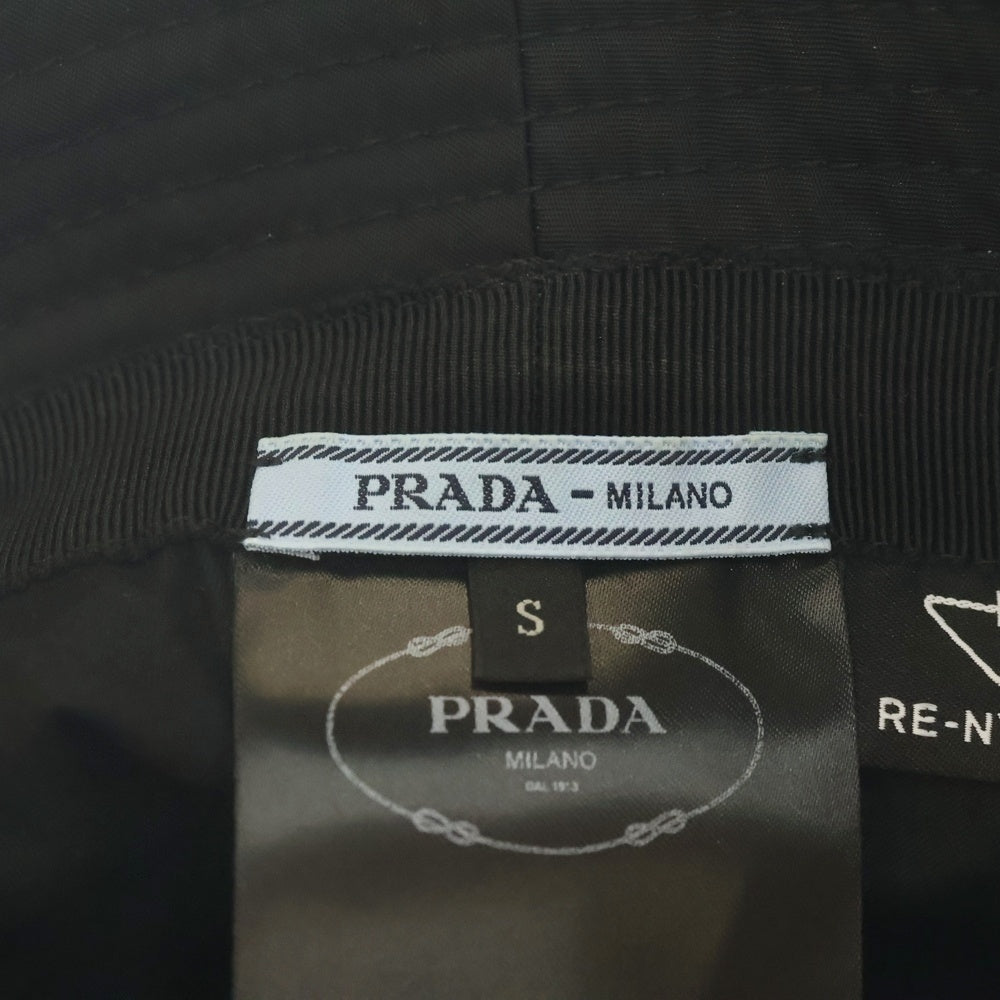 PRADA - MILANO
S
PRADA
MILANO
DAL 1913
RE-NY